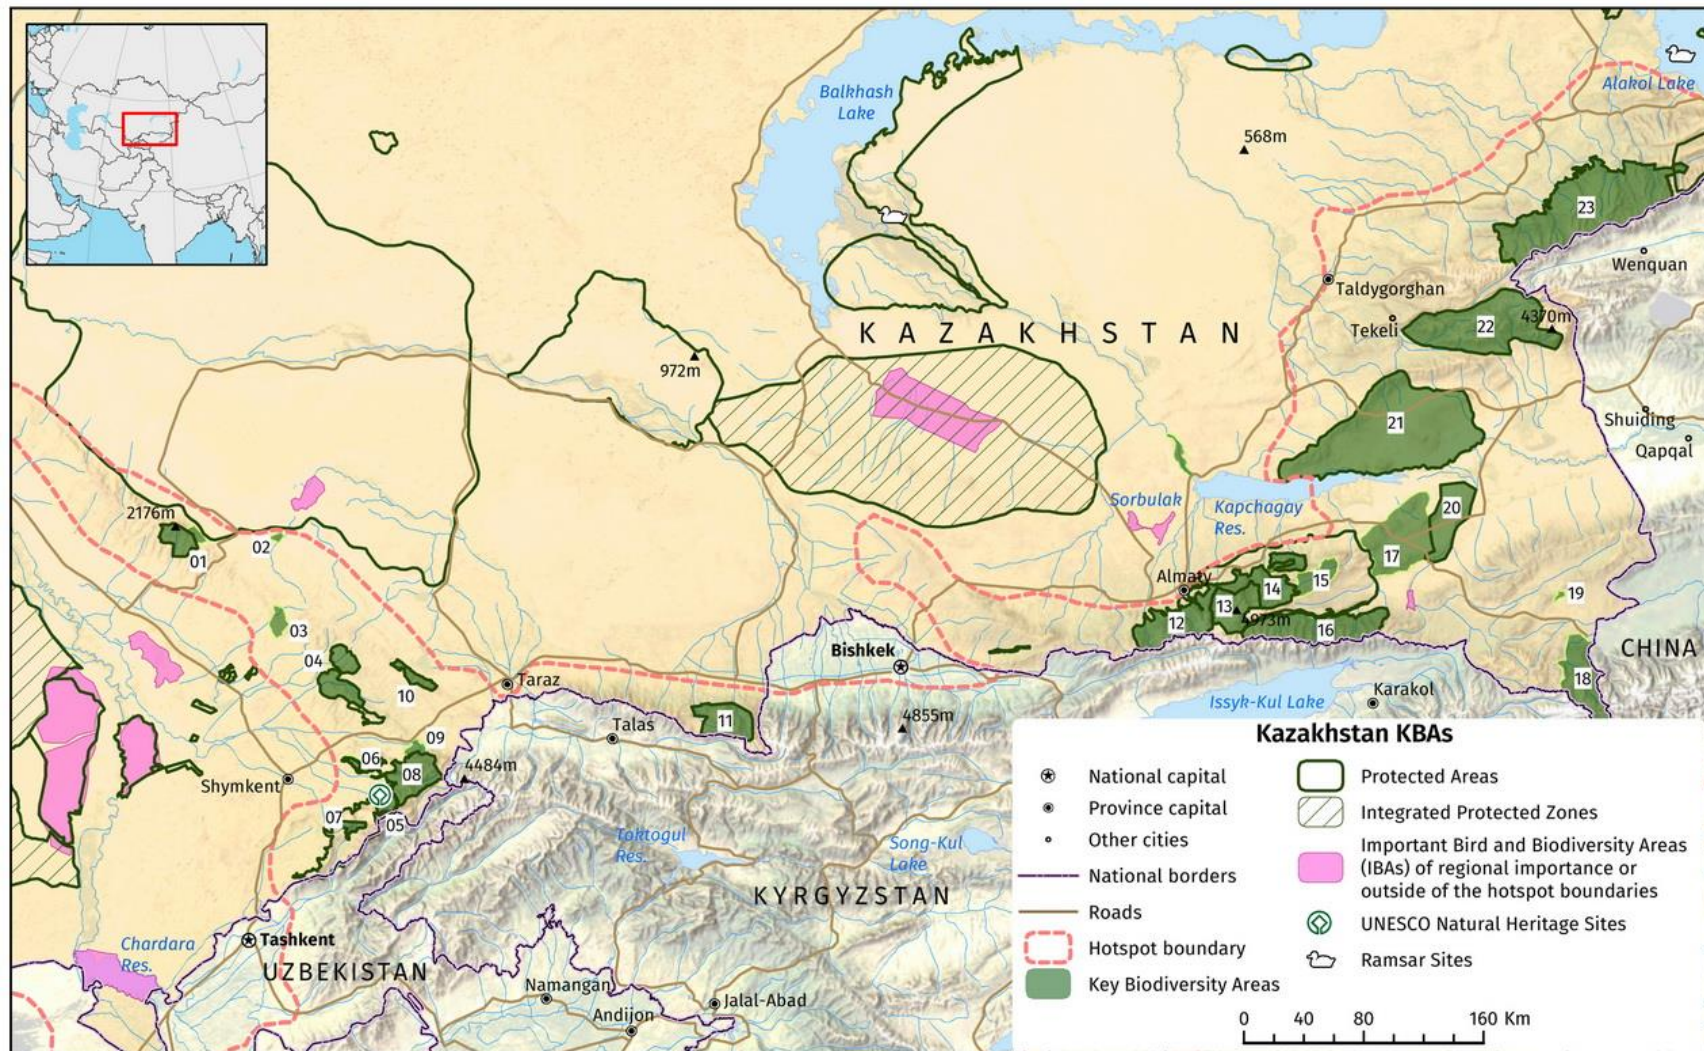 Balkhash
Lake
Alakol Lake
568m
23
Wenquan
Taldygorghan
KAZAKHSTAN
Tekeli
22
4370m
972m
21
Shuiding
Qapqal
Sorbulak
Kapchagay
Res.
20
2176m
01
02
17
Almaty
14
15
19
13
4973m
12
16
03
04
Bishkek
CHINA
10
Taraz
11
Talas
4855m
Issyk-Kul Lake
Karakol
18
09
06
08
4484m
Shymkent
07
05
Toktogul
Res.
Song-Kul
Lake
KYRGYZSTAN
Chardara
Res.
Tashkent
UZBEKISTAN
Namangan
Jalal-Abad
Andijon
Kazakhstan KBAs
National capital
Province capital
Other cities
National borders
Roads
Hotspot boundary
Key Biodiversity Areas
Protected Areas
Integrated Protected Zones
Important Bird and Biodiversity Areas
(IBAs) of regional importance or
outside of the hotspot boundaries
UNESCO Natural Heritage Sites
Ramsar Sites
0 40 80 160 Km